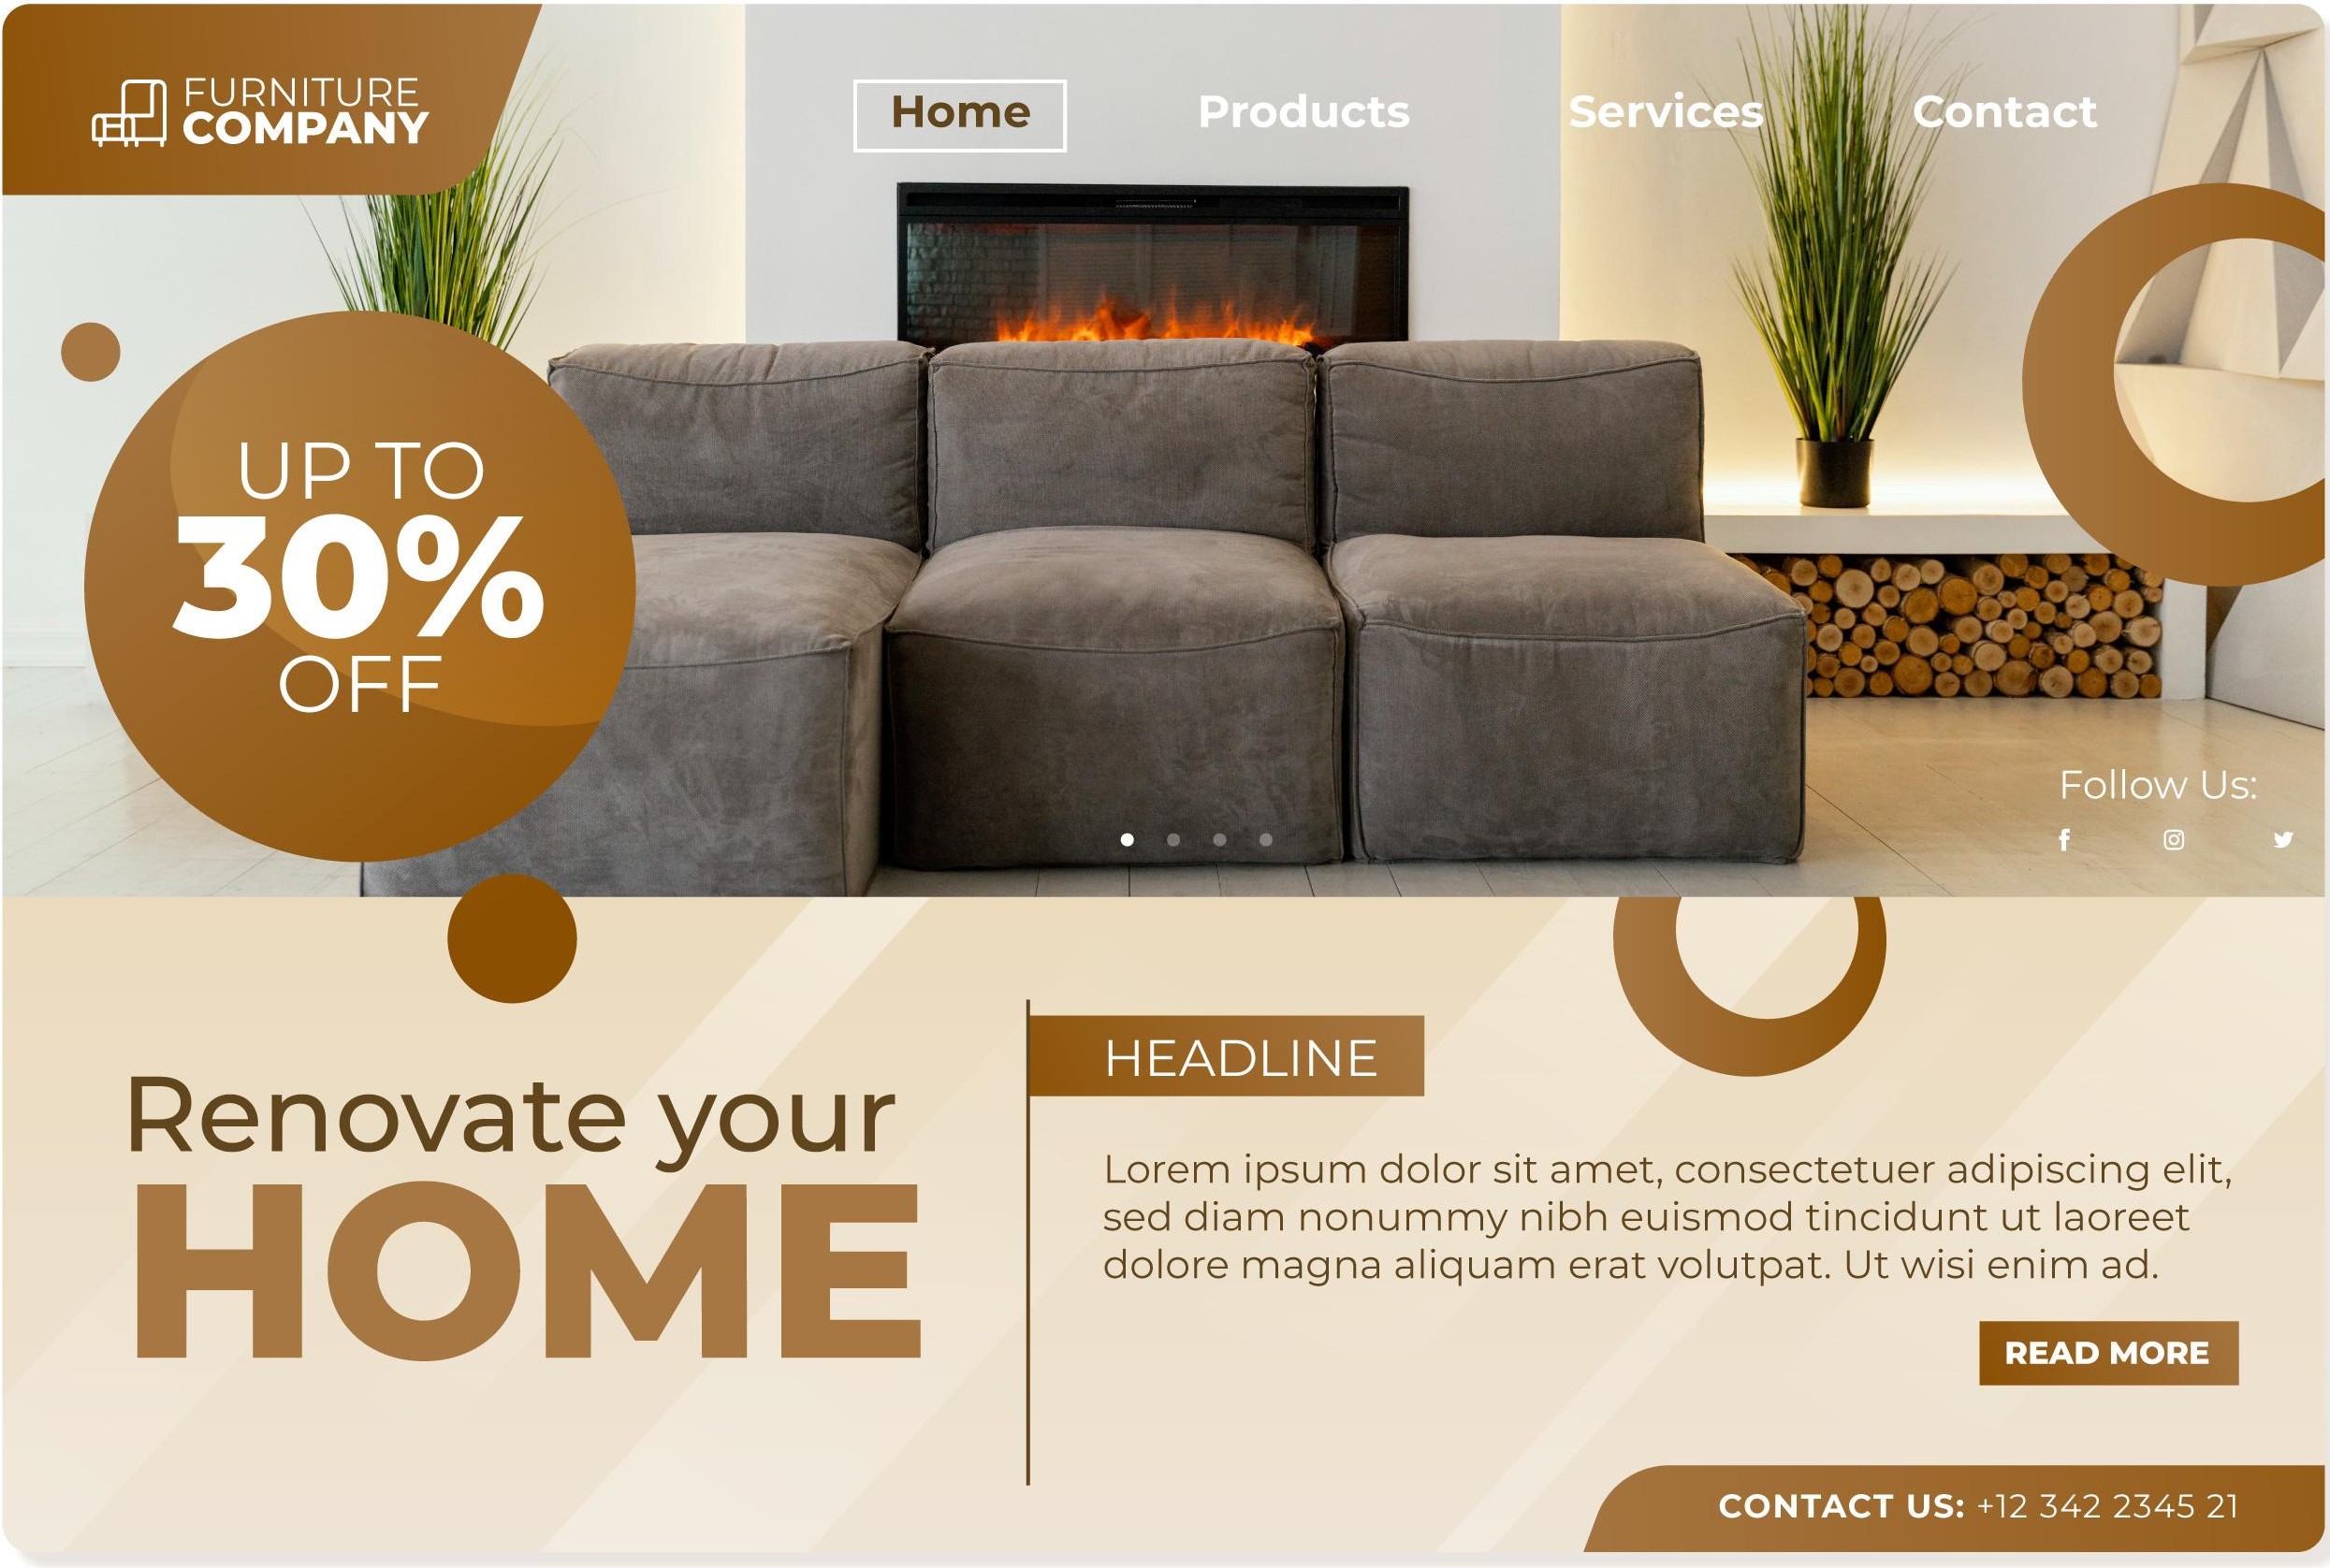 FURNITURE
COMPANY
Home
Products
Services
Contact
UP TO
30%
OFF
Follow Us:
Renovate your
HOME
HEADLINE
Lorem ipsum dolor sit amet, consectetuer adipiscing elit,
sed diam nonummy nibh euismod tincidunt ut laoreet
dolore magna aliquam erat volutpat. Ut wisi enim ad.
READ MORE
CONTACT US: +12 342 2345 21